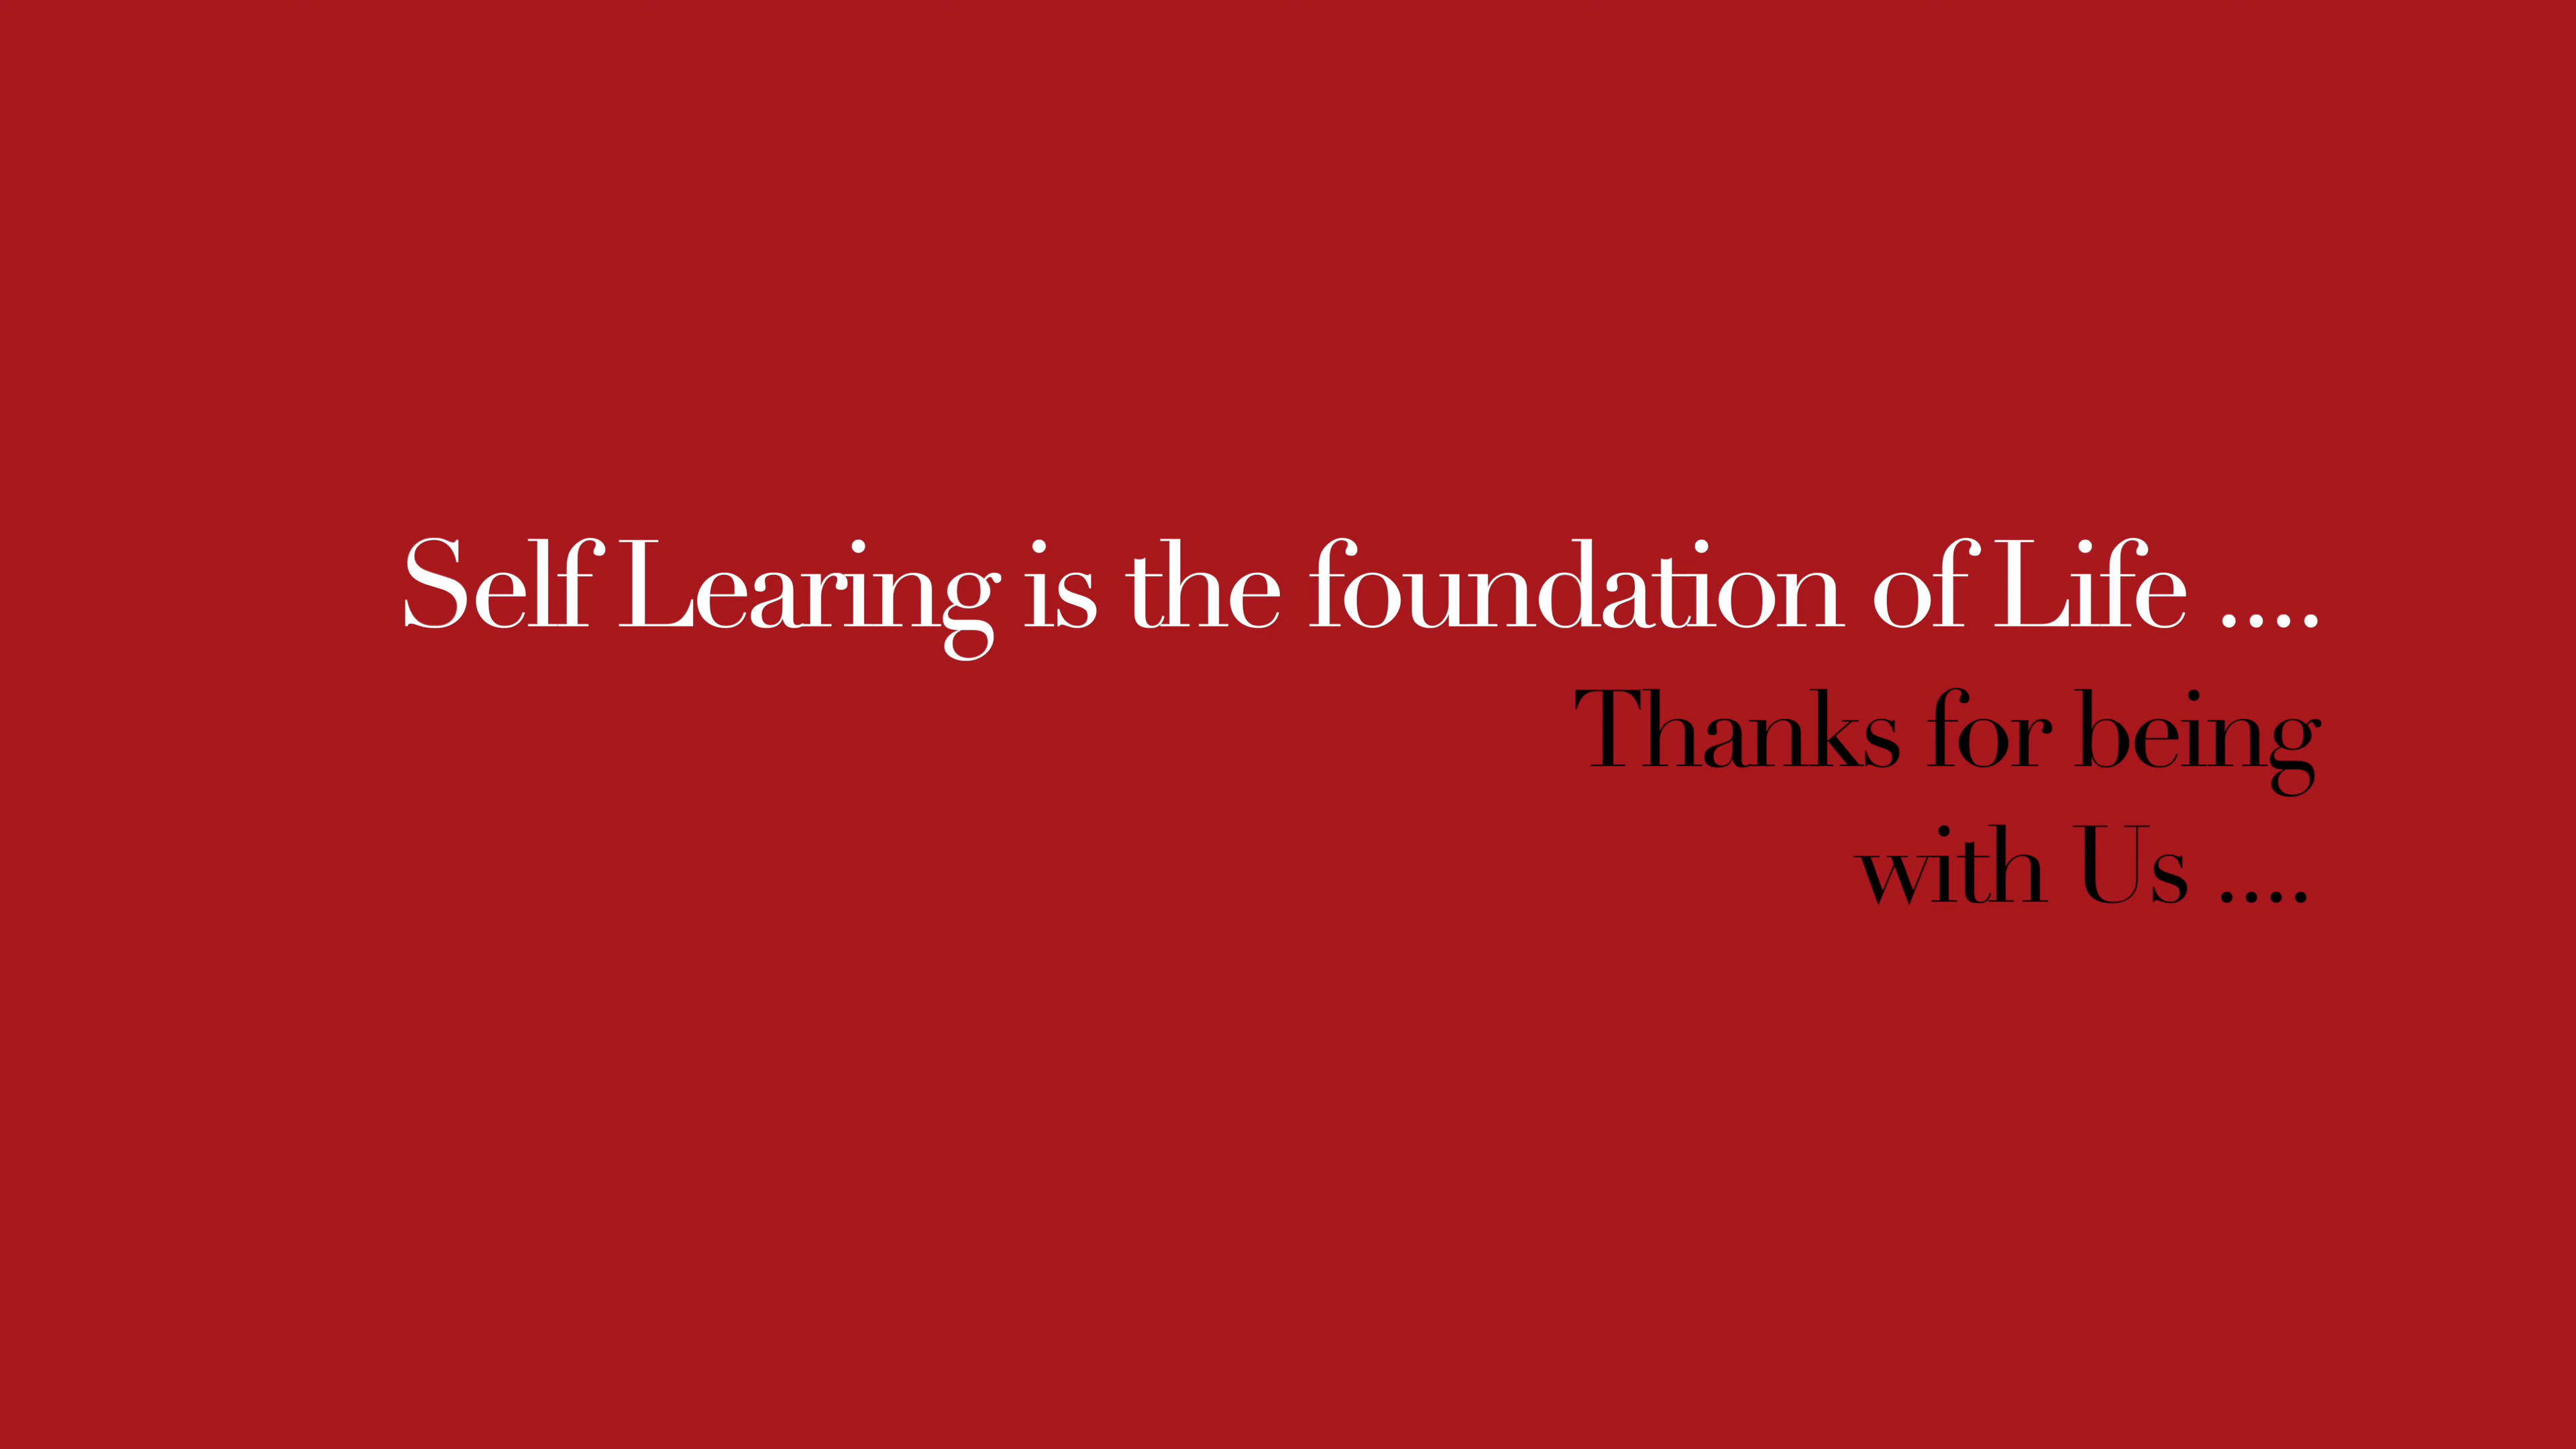 Self Learing is the foundation of Life ....
Thanks for being
with Us ....